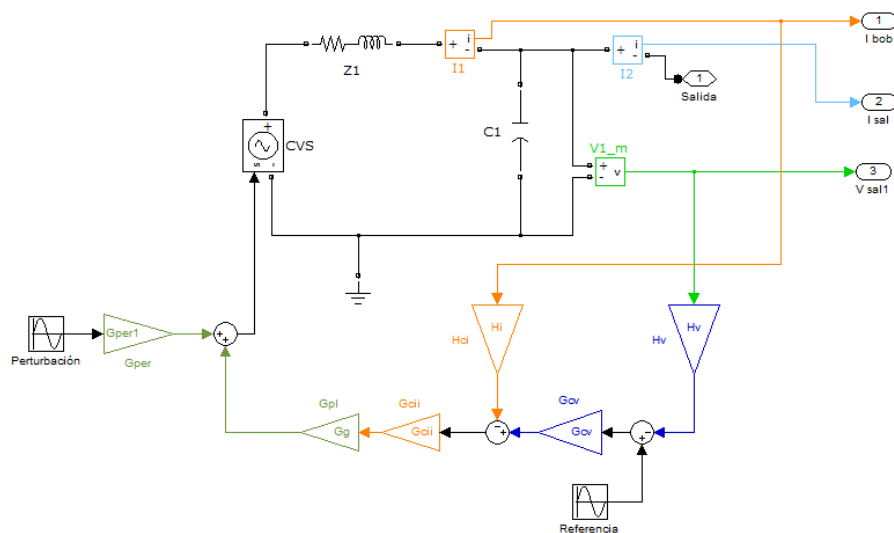 1
I bob
+ i -
I1
Z1
+ i -
I2
1
Salida
2
I sal
+
CVS
s -
C1
V1_m
+ v -
3
V sal1
Gper1
Perturbación
Gper
+
+
Hci
Hi
Hv
Hv
Gpl
Gg
Gcii
Gcii
- +
Gcv
Gcv
-
+
Referencia